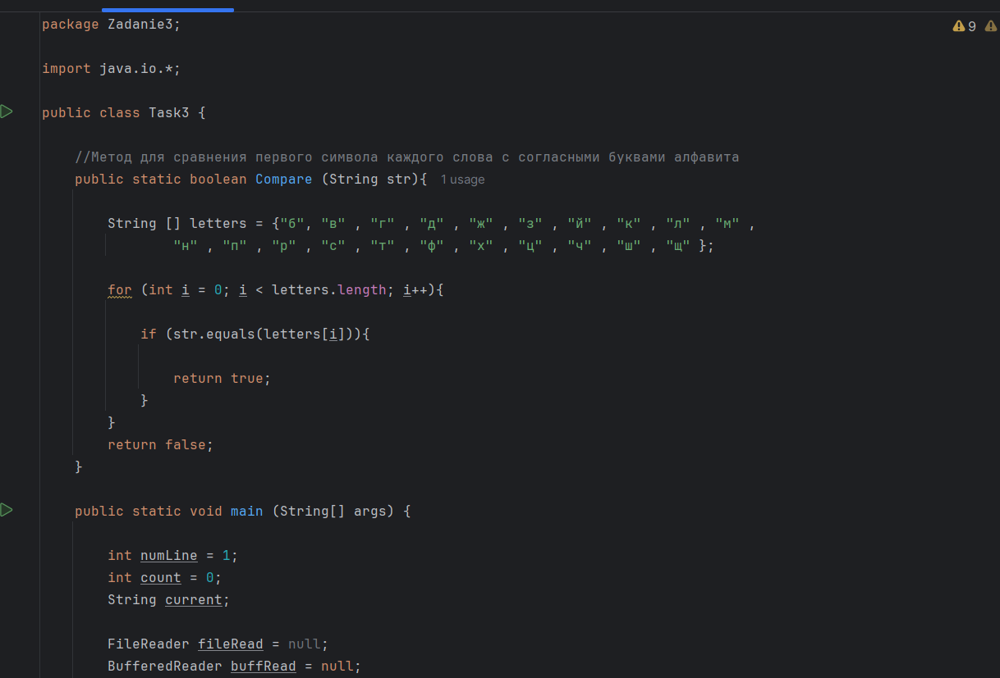 package Zadanie3;
9
import java.io.*;
public class Task3 {
//Метод для сравнения первого символа каждого слова с согласными буквами алфавита
public static boolean Compare (String str){ 1 usage
String [] letters = {"б", "в" , "г" , "д" , "ж" , "з" , "й" , "к" , "л" , "м" ,
"н" , "п" , "р" , "с" , "т" , "ф" , "х" , "ц" , "ч" , "ш" , "щ" };
for (int i = 0; i < letters.length; i++){
if (str.equals(letters[i])){
return true;
}
}
return false;
}
public static void main (String[] args) {
int numLine = 1;
int count = 0;
String current;
FileReader fileRead = null;
BufferedReader buffRead = null;